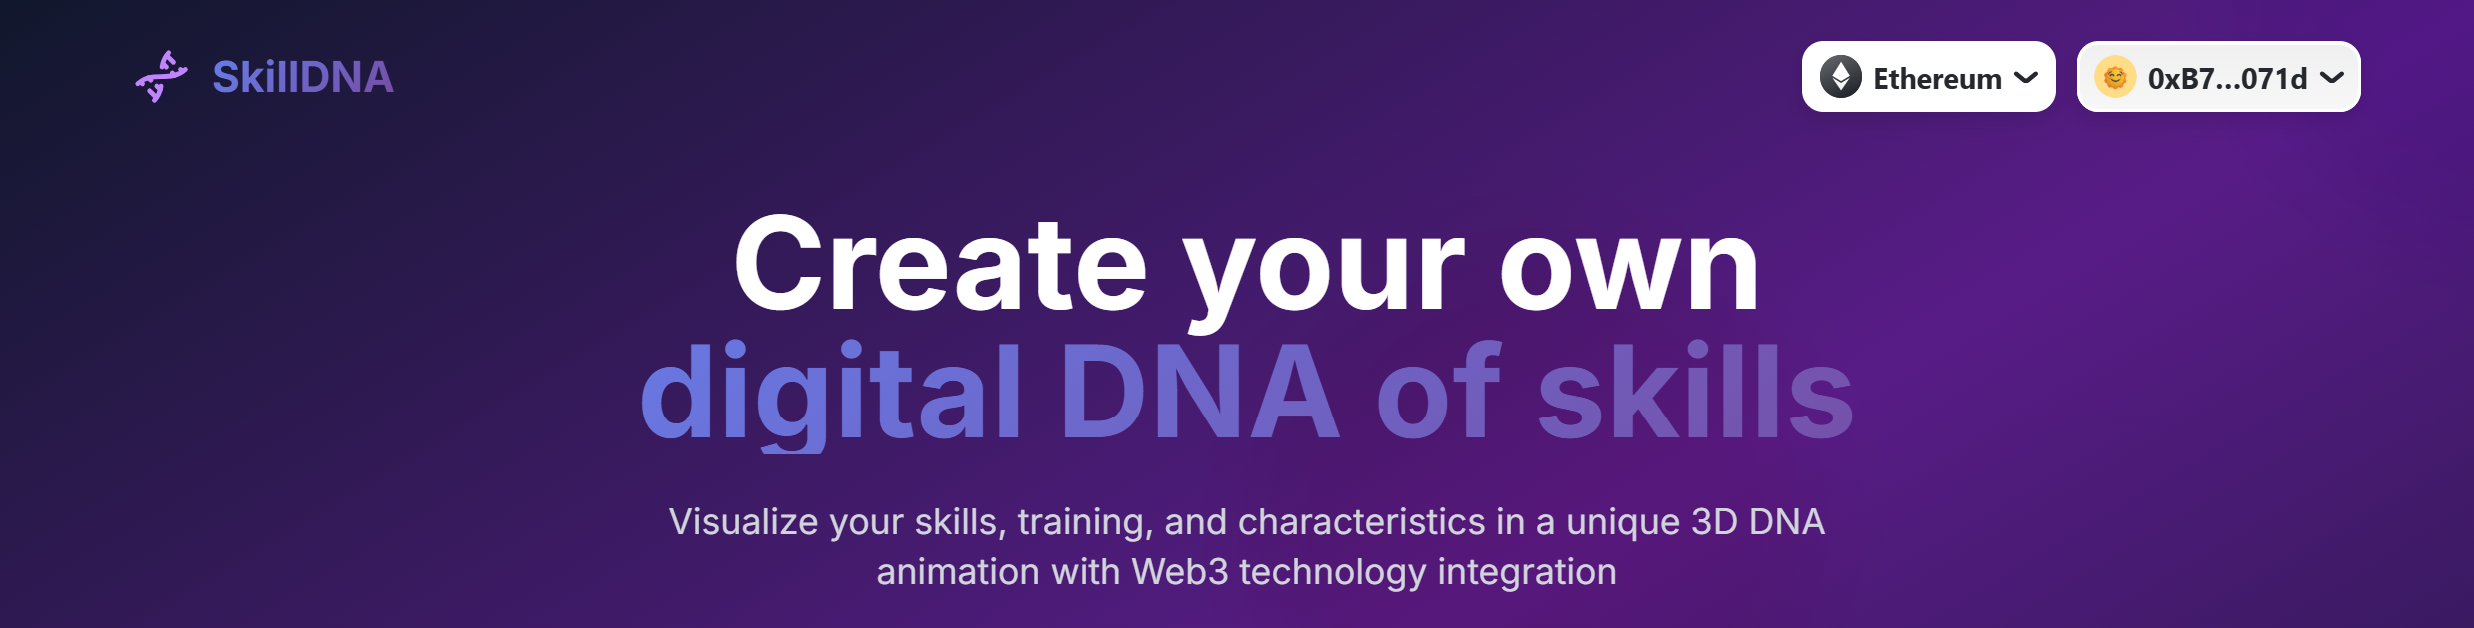 SkillDNA
Ethereum
0xB7...071d
Create your own
digital DNA of skills
Visualize your skills, training, and characteristics in a unique 3D DNA
animation with Web3 technology integration